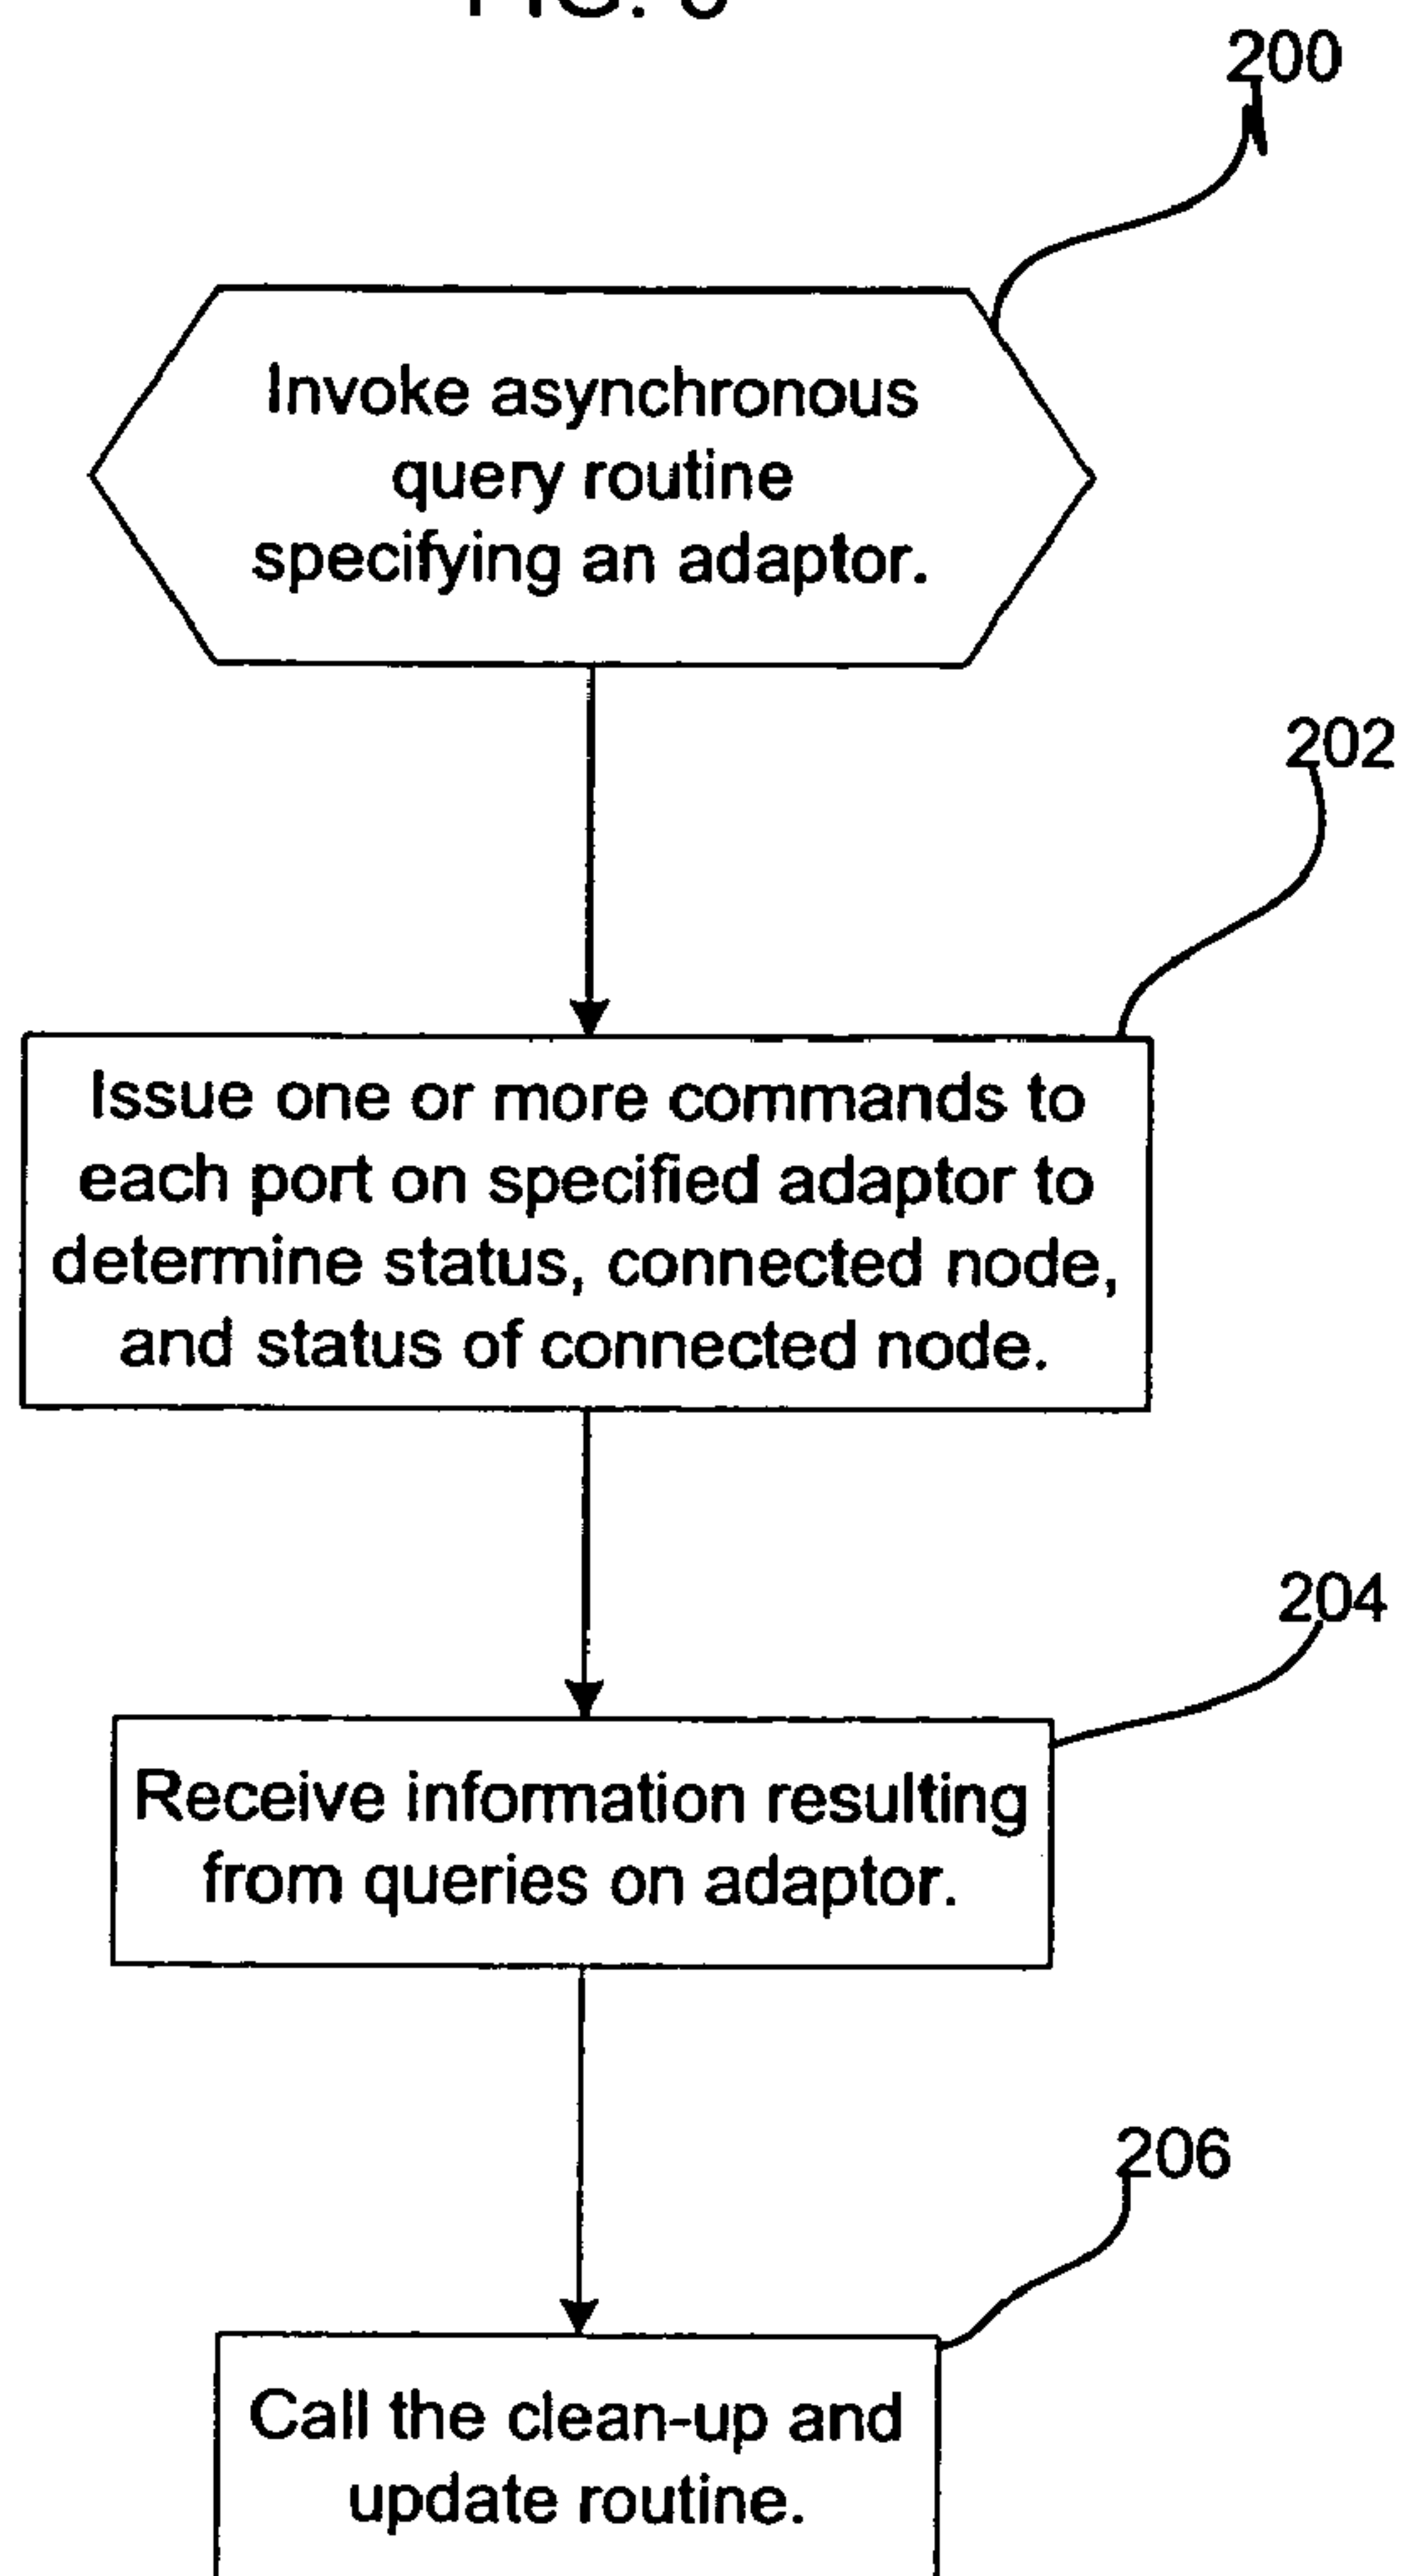 200
Invoke asynchronous
query routine
specifying an adaptor.
202
Issue one or more commands to
each port on specified adaptor to
determine status, connected node,
and status of connected node.
204
Receive information resulting
from queries on adaptor.
206
Call the clean-up and
update routine.